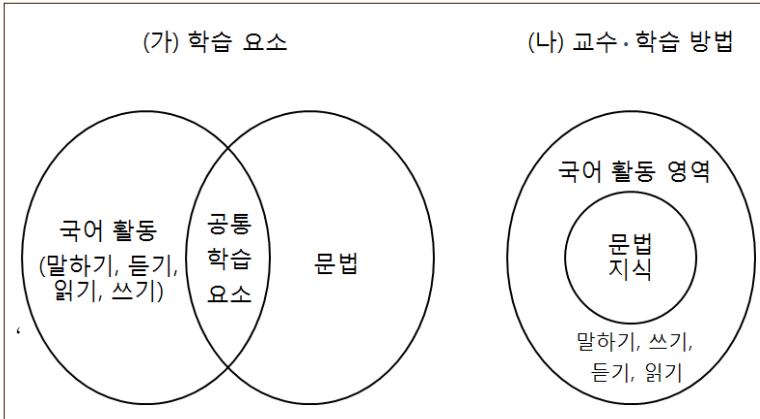 (가) 학습 요소
(나) 교수·학습 방법
국어 활동
(말하기, 듣기,
읽기, 쓰기)
공통
학습
요소
문법
국어 활동 영역
문법
지식
말하기, 쓰기,
듣기, 읽기
‘